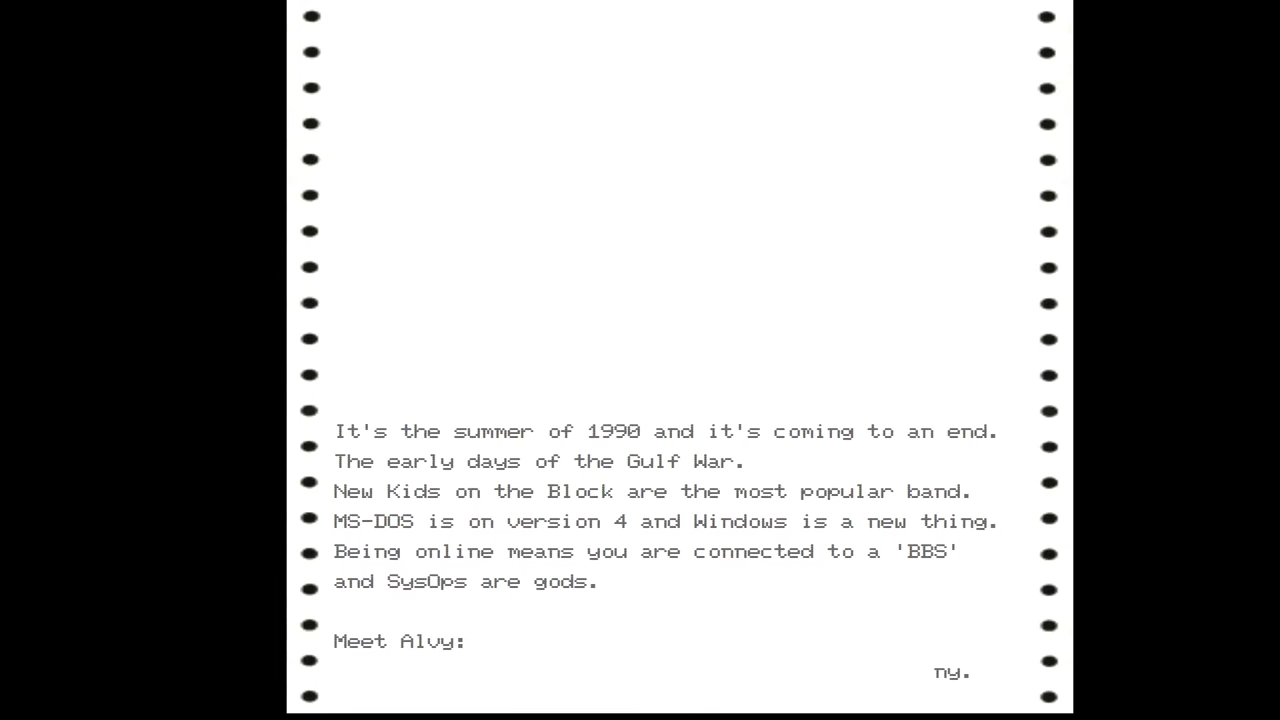 It's the summer of 1990 and it's coming to an end.
The early days of the Gulf War.
New Kids on the Block are the most popular band.
MS-DOS is on version 4 and Windows is a new thing.
Being online means you are connected to a 'BBS'
and SysOps are gods.
Meet Alvy:
ny.